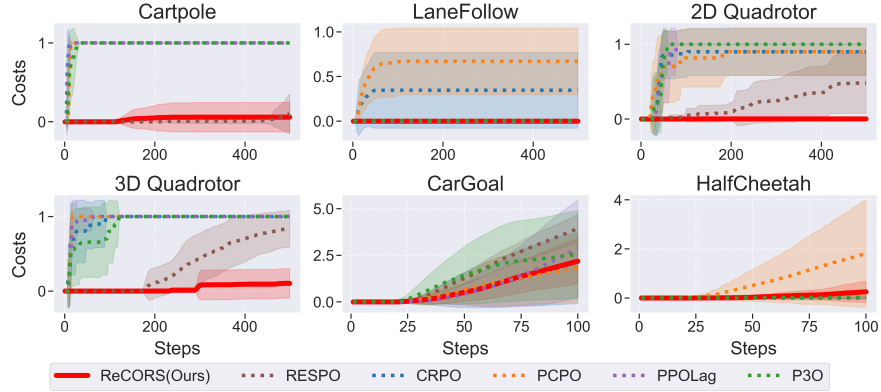 Cartpole LaneFollow 2D Quadrotor
Costs
1
0
0 200 400
1.0
0.5
0.0
0 200 400
1
0
0 200 400
3D Quadrotor CarGoal HalfCheetah
Costs
1
0
0 200 400
5.0
2.5
0.0
0 25 50 75 100
4
2
0
0 25 50 75 100
Steps Steps Steps
ReCORS(Ours) RESPO CRPO PCPO PPOLag P3O